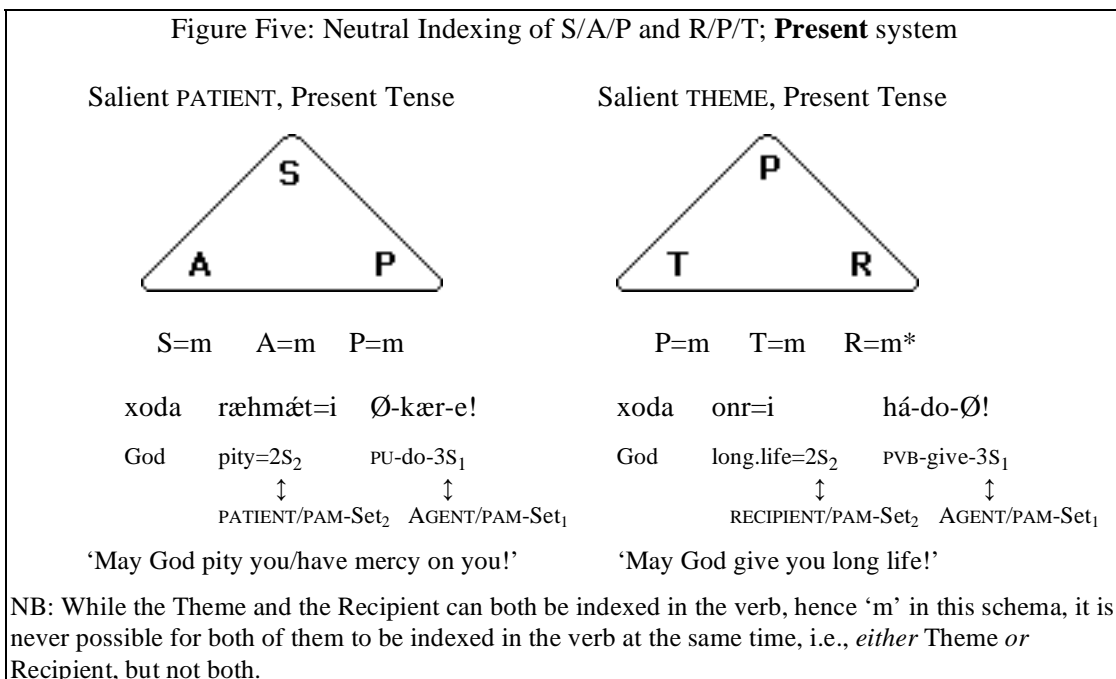 Figure Five: Neutral Indexing of S/A/P and R/P/T; Present system
Salient PATIENT, Present Tense Salient THEME, Present Tense
S P
A P T R
S=m A=m P=m P=m T=m R=m*
xoda ræhmǽt=i Ø-kær-e! xoda onr=i há-do-Ø!
God pity=2S₂ PU-do-3S₁ God long.life=2S₂ PVB-give-3S₁
↕ ↕ ↕ ↕
PATIENT/PAM-Set₂ AGENT/PAM-Set₁ RECIPIENT/PAM-Set₂ AGENT/PAM-Set₁
‘May God pity you/have mercy on you!’ ‘May God give you long life!’
NB: While the Theme and the Recipient can both be indexed in the verb, hence ‘m’ in this schema, it is
never possible for both of them to be indexed in the verb at the same time, i.e., either Theme or
Recipient, but not both.